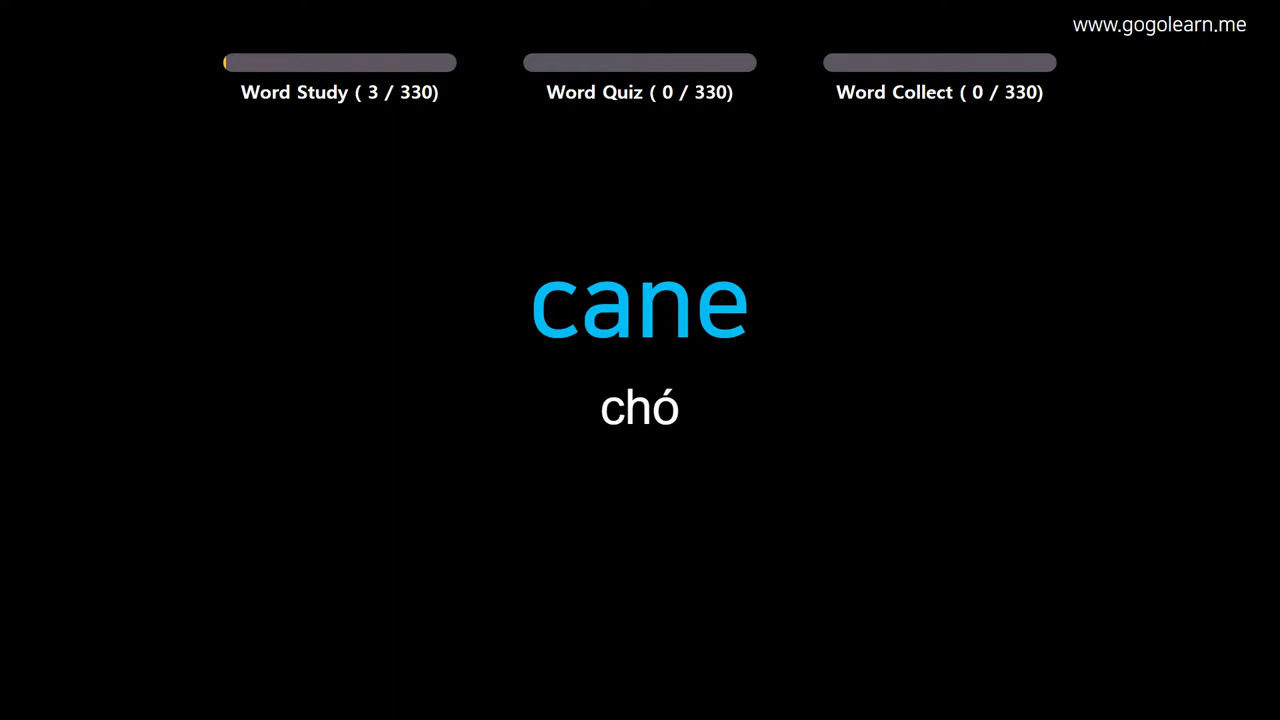 www.gogolearn.me
Word Study ( 3 / 330)
Word Quiz ( 0 / 330)
Word Collect ( 0 / 330)
cane
chó